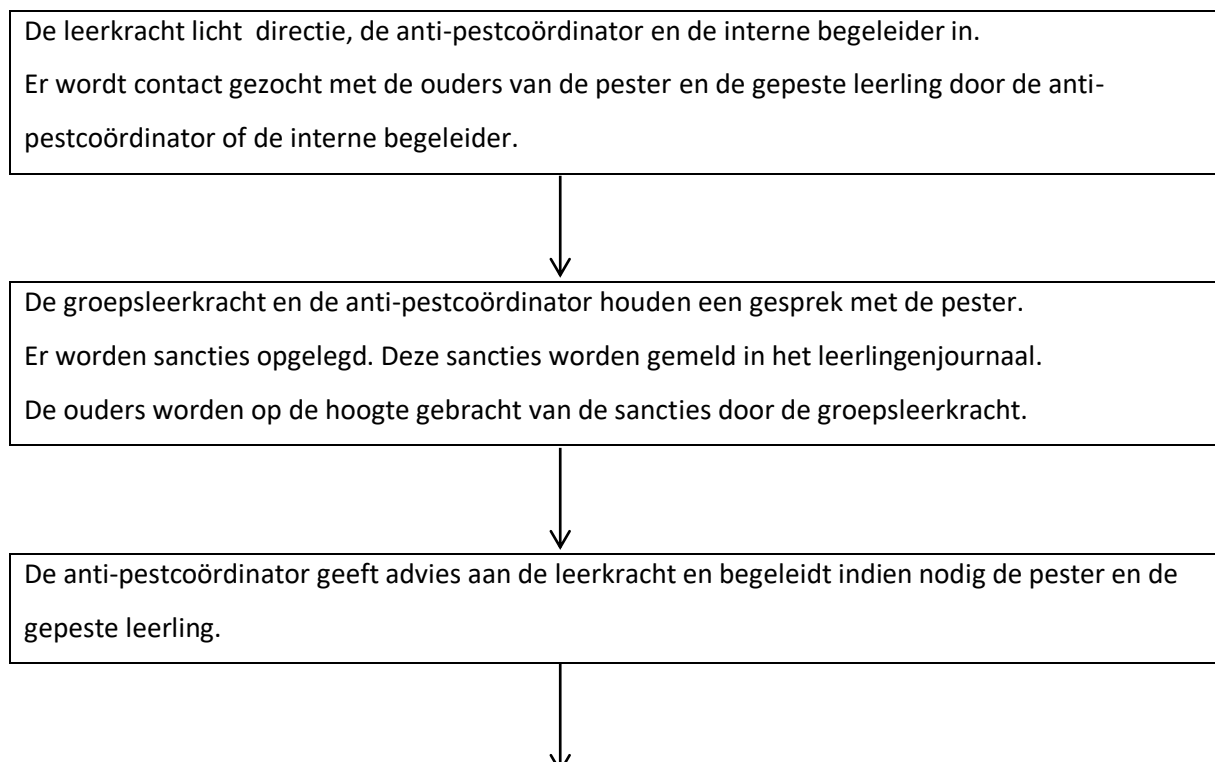 De leerkracht licht  directie, de anti-pestcoördinator en de interne begeleider in.
Er wordt contact gezocht met de ouders van de pester en de gepeste leerling door de anti-
pestcoördinator of de interne begeleider.
De groepsleerkracht en de anti-pestcoördinator houden een gesprek met de pester.
Er worden sancties opgelegd. Deze sancties worden gemeld in het leerlingenjournaal.
De ouders worden op de hoogte gebracht van de sancties door de groepsleerkracht.
De anti-pestcoördinator geeft advies aan de leerkracht en begeleidt indien nodig de pester en de
gepeste leerling.